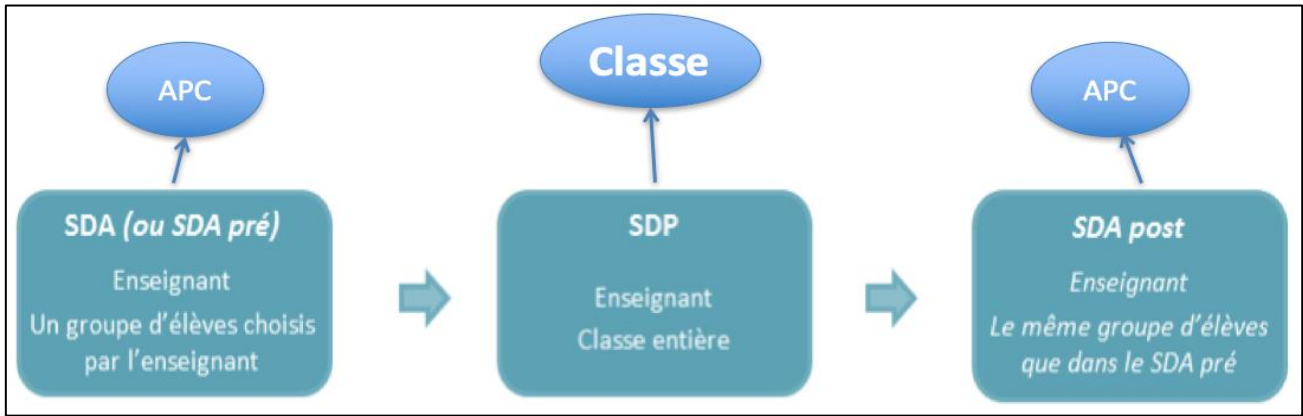 APC
Classe
APC
SDA (ou SDA pré)
Enseignant
Un groupe d'élèves choisis
par l'enseignant
SDP
Enseignant
Classe entière
SDA post
Enseignant
Le même groupe d'élèves
que dans le SDA pré